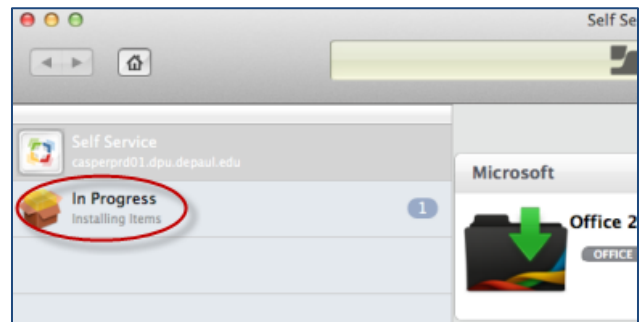 Self Se
Self Service
casperprd01.dpu.depaul.edu
In Progress
Installing Items
1
Microsoft
Office 2
OFFICE